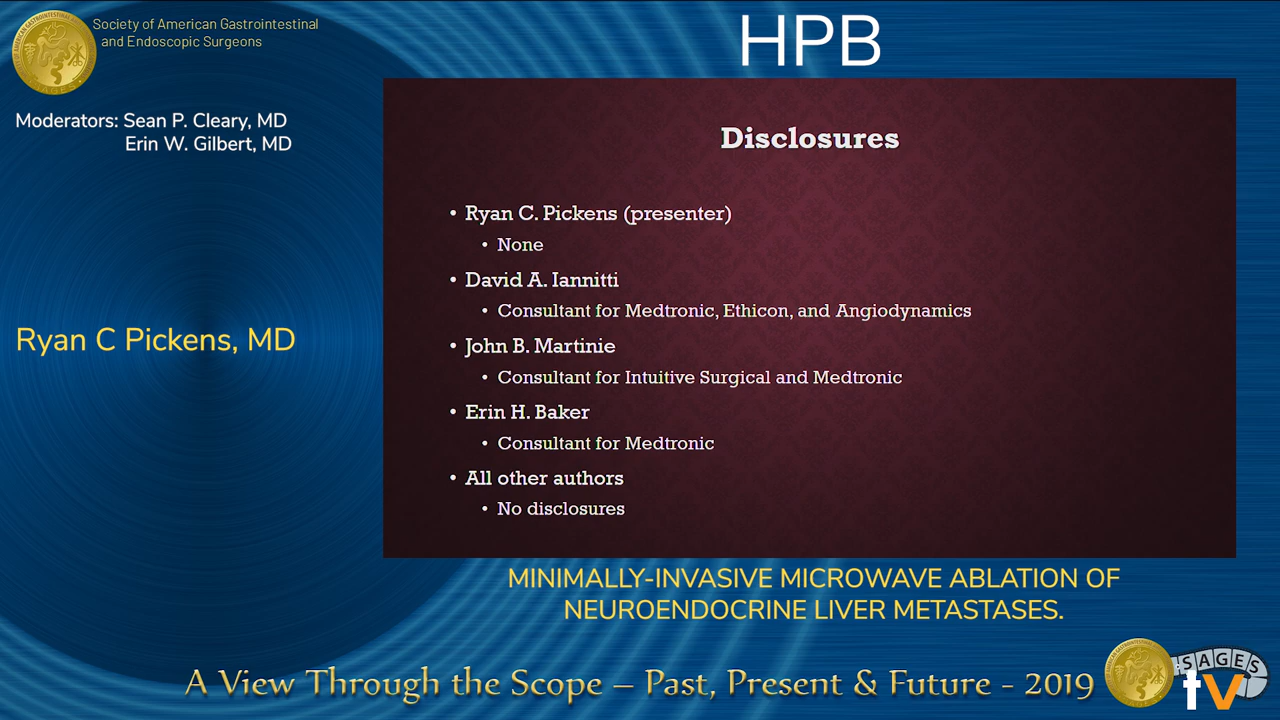 Society of American Gastrointestinal
and Endoscopic Surgeons
HPB
Moderators: Sean P. Cleary, MD
Erin W. Gilbert, MD
Ryan C Pickens, MD
Disclosures
• Ryan C. Pickens (presenter)
• None
• David A. Iannitti
• Consultant for Medtronic, Ethicon, and Angiodynamics
• John B. Martinie
• Consultant for Intuitive Surgical and Medtronic
• Erin H. Baker
• Consultant for Medtronic
• All other authors
• No disclosures
MINIMALLY-INVASIVE MICROWAVE ABLATION OF
NEUROENDOCRINE LIVER METASTASES.
A View Through the Scope – Past, Present & Future - 2019
SAGES
tv